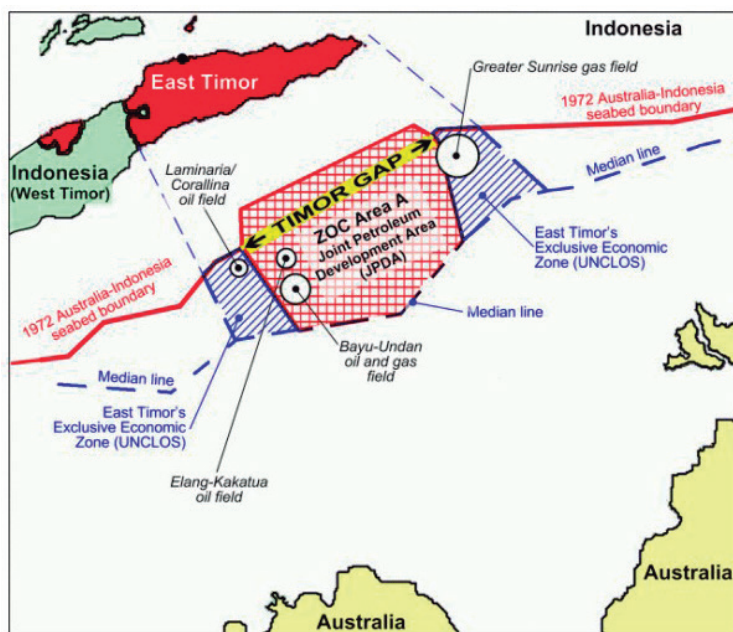 Indonesia
Greater Sunrise gas field
East Timor
1972 Australia-Indonesia
seabed boundary
Indonesia
(West Timor)
Laminaria/
Corallina
oil field
Median line
TIMOR GAP
ZOC Area A
Joint Petroleum
Development Area
(JPDA)
East Timor's
Exclusive Economic
Zone (UNCLOS)
1972 Australia-Indonesia
seabed boundary
Median line
Bayu-Undan
oil and gas
field
Median line
East Timor's
Exclusive Economic
Zone (UNCLOS)
Elang-Kakatua
oil field
Australia
Australia